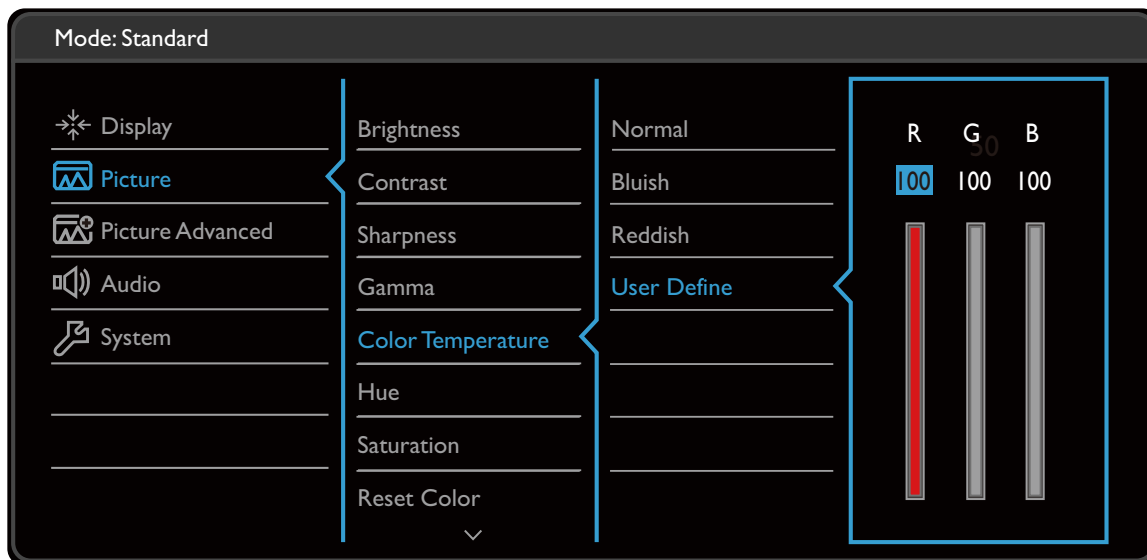 Mode: Standard
Display
Picture
Picture Advanced
Audio
System
Brightness
Contrast
Sharpness
Gamma
Color Temperature
Hue
Saturation
Reset Color
Normal
Bluish
Reddish
User Define
R G B
50
100 100 100